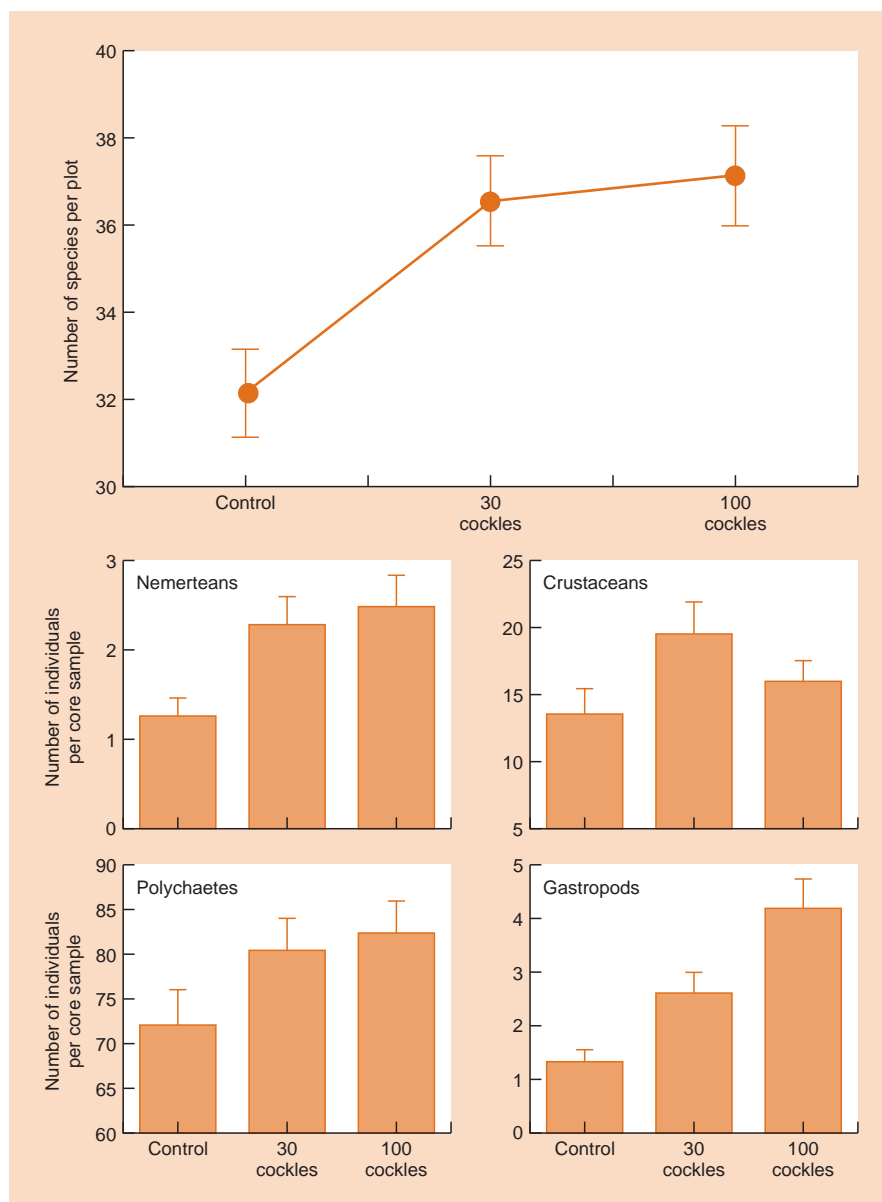 40
38
36
34
32
30
Number of species per plot
Control
30
cockles
100
cockles
3
2
1
0
Number of individuals
per core sample
Nemerteans
25
20
15
10
5
Crustaceans
90
85
80
75
70
65
60
Number of individuals
per core sample
Polychaetes
Control
30
cockles
100
cockles
5
4
3
2
1
0
Gastropods
Control
30
cockles
100
cockles